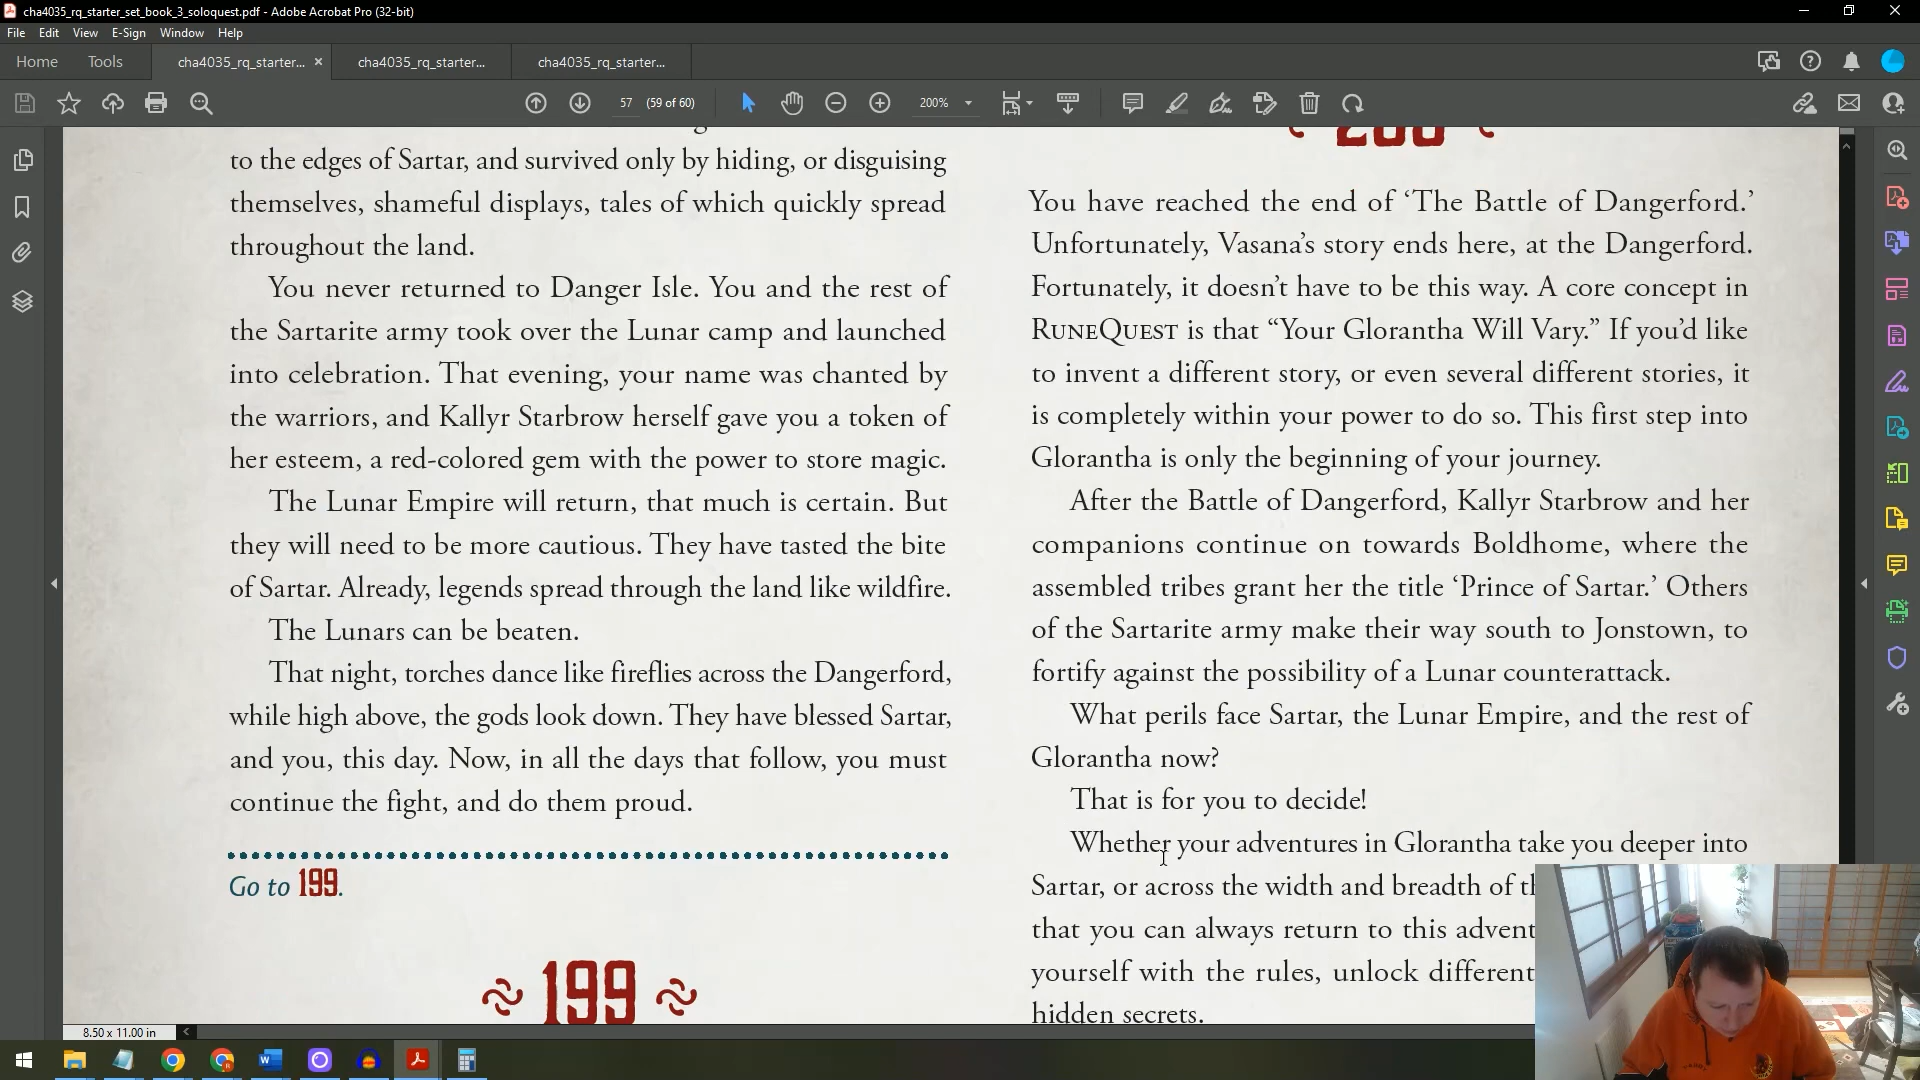 cha4035_rq_starter_set_book_3_soloquest.pdf - Adobe Acrobat Pro (32-bit)
File Edit View E-Sign Window Help
Home Tools cha4035_rq_starter... × cha4035_rq_starter... cha4035_rq_starter...
57 (59 of 60) 200%
to the edges of Sartar, and survived only by hiding, or disguising
themselves, shameful displays, tales of which quickly spread
throughout the land.
You never returned to Danger Isle. You and the rest of
the Sartarite army took over the Lunar camp and launched
into celebration. That evening, your name was chanted by
the warriors, and Kallyr Starbrow herself gave you a token of
her esteem, a red-colored gem with the power to store magic.
The Lunar Empire will return, that much is certain. But
they will need to be more cautious. They have tasted the bite
of Sartar. Already, legends spread through the land like wildfire.
The Lunars can be beaten.
That night, torches dance like fireflies across the Dangerford,
while high above, the gods look down. They have blessed Sartar,
and you, this day. Now, in all the days that follow, you must
continue the fight, and do them proud.
Go to 199.
199
You have reached the end of ‘The Battle of Dangerford.’
Unfortunately, Vasana’s story ends here, at the Dangerford.
Fortunately, it doesn’t have to be this way. A core concept in
RUNEQUEST is that “Your Glorantha Will Vary.” If you’d like
to invent a different story, or even several different stories, it
is completely within your power to do so. This first step into
Glorantha is only the beginning of your journey.
After the Battle of Dangerford, Kallyr Starbrow and her
companions continue on towards Boldhome, where the
assembled tribes grant her the title ‘Prince of Sartar.’ Others
of the Sartarite army make their way south to Jonstown, to
fortify against the possibility of a Lunar counterattack.
What perils face Sartar, the Lunar Empire, and the rest of
Glorantha now?
That is for you to decide!
Whether your adventures in Glorantha take you deeper into
Sartar, or across the width and breadth of
that you can always return to this
yourself with the rules, unlock different
hidden secrets.
8.50 x 11.00 in